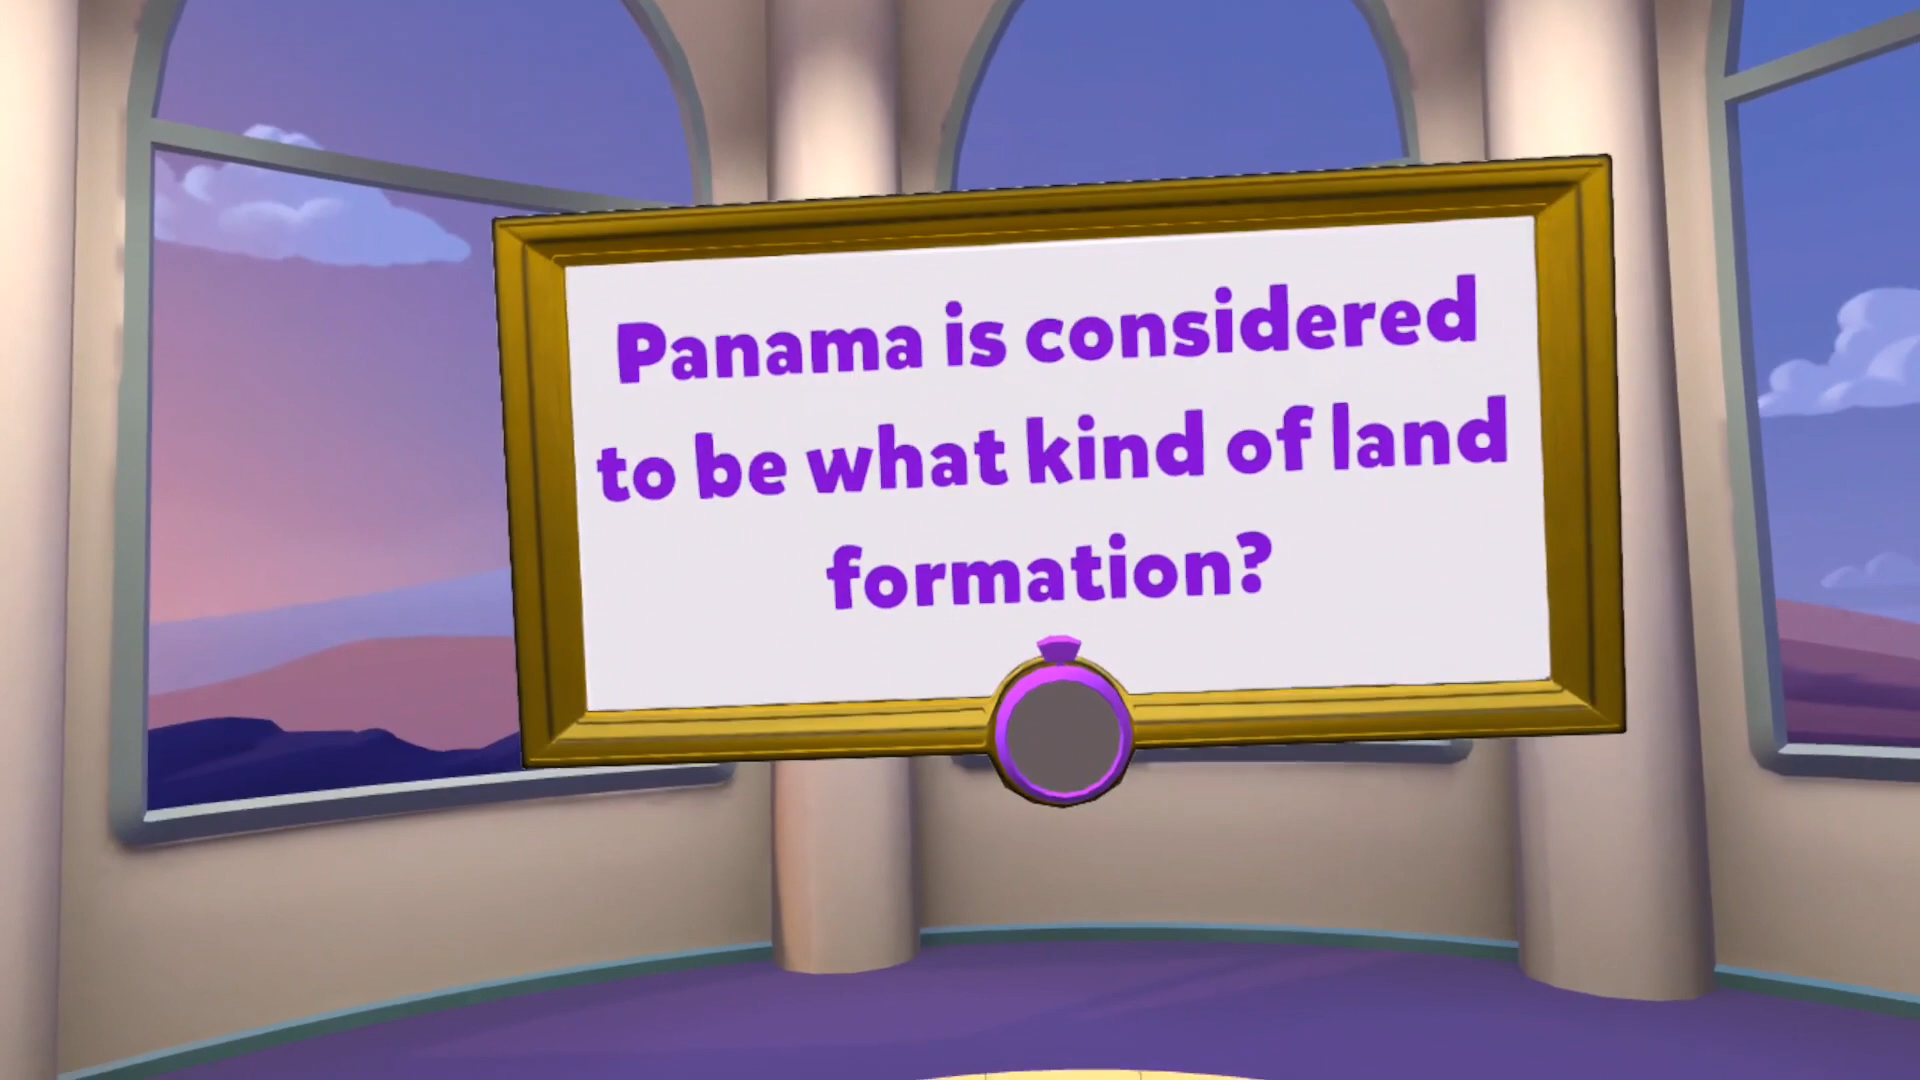 Panama is considered
to be what kind of land
formation?